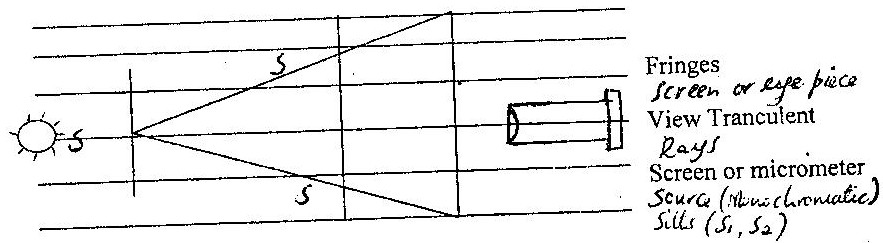 S
S
S
Fringes
Screen or eye piece
View Tranculent
Rays
Screen or micrometer
Source (Monochromatic)
Sills (S1, S2)